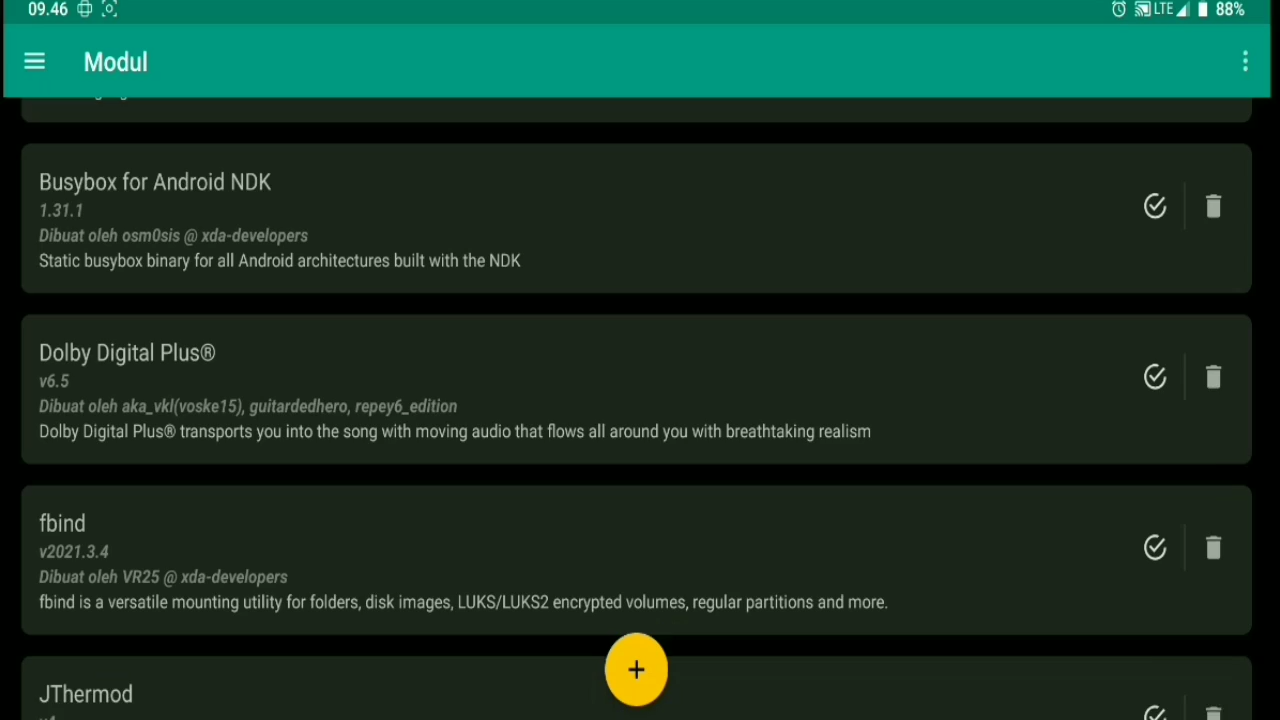 09.46
LTE
88%
Modul
Busybox for Android NDK
1.31.1
Dibuat oleh osm0sis @ xda-developers
Static busybox binary for all Android architectures built with the NDK
Dolby Digital Plus®
v6.5
Dibuat oleh aka_vkl(voske15), guitardedhero, repey6_edition
Dolby Digital Plus® transports you into the song with moving audio that flows all around you with breathtaking realism
fbind
v2021.3.4
Dibuat oleh VR25 @ xda-developers
fbind is a versatile mounting utility for folders, disk images, LUKS/LUKS2 encrypted volumes, regular partitions and more.
+
JThermod